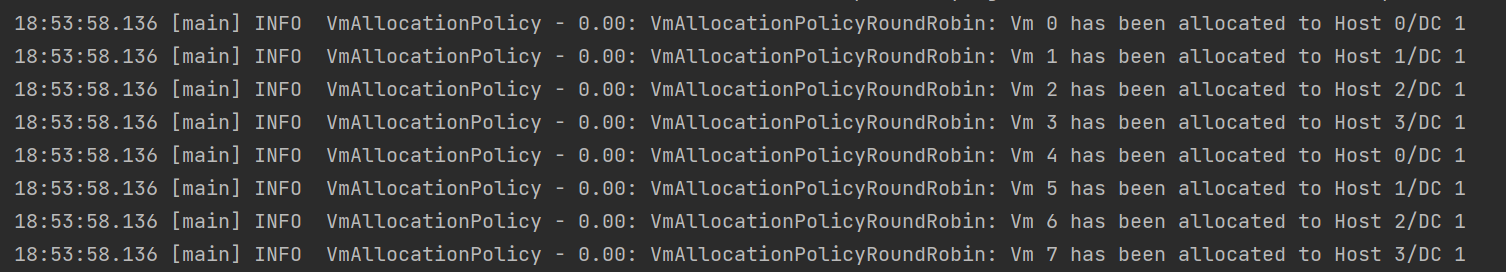 18:53:58.136 [main] INFO  VmAllocationPolicy - 0.00: VmAllocationPolicyRoundRobin: Vm 0 has been allocated to Host 0/DC 1
18:53:58.136 [main] INFO  VmAllocationPolicy - 0.00: VmAllocationPolicyRoundRobin: Vm 1 has been allocated to Host 1/DC 1
18:53:58.136 [main] INFO  VmAllocationPolicy - 0.00: VmAllocationPolicyRoundRobin: Vm 2 has been allocated to Host 2/DC 1
18:53:58.136 [main] INFO  VmAllocationPolicy - 0.00: VmAllocationPolicyRoundRobin: Vm 3 has been allocated to Host 3/DC 1
18:53:58.136 [main] INFO  VmAllocationPolicy - 0.00: VmAllocationPolicyRoundRobin: Vm 4 has been allocated to Host 0/DC 1
18:53:58.136 [main] INFO  VmAllocationPolicy - 0.00: VmAllocationPolicyRoundRobin: Vm 5 has been allocated to Host 1/DC 1
18:53:58.136 [main] INFO  VmAllocationPolicy - 0.00: VmAllocationPolicyRoundRobin: Vm 6 has been allocated to Host 2/DC 1
18:53:58.136 [main] INFO  VmAllocationPolicy - 0.00: VmAllocationPolicyRoundRobin: Vm 7 has been allocated to Host 3/DC 1